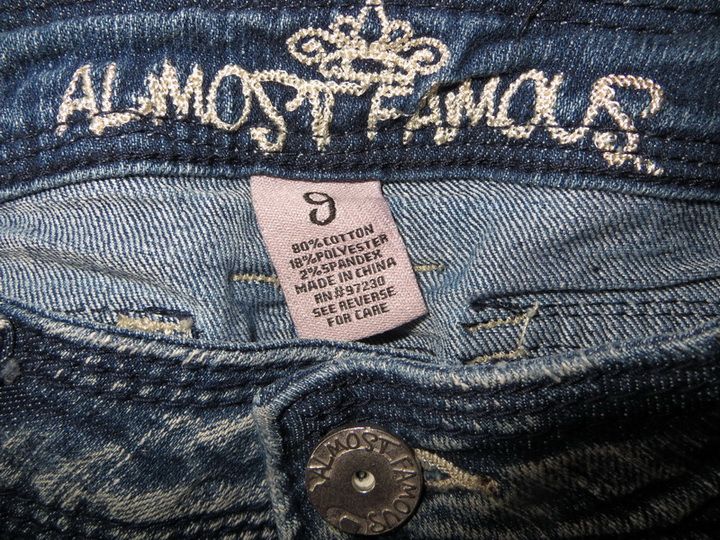 ALMOST FAMOUS
9
80%COTTON
18%POLYESTER
2%SPANDEX
MADE IN CHINA
RN#97230
SEE REVERSE
FOR CARE
ALMOST FAMOUS